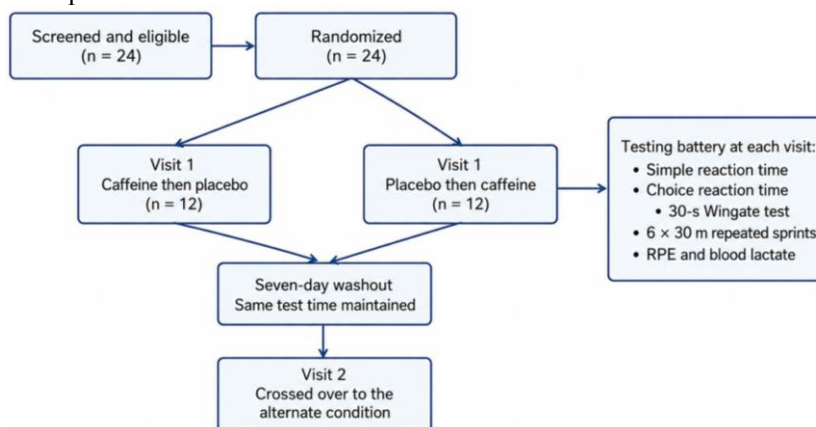 Screened and eligible
(n = 24)
Randomized
(n = 24)
Visit 1
Caffeine then placebo
(n = 12)
Visit 1
Placebo then caffeine
(n = 12)
Testing battery at each visit:
• Simple reaction time
• Choice reaction time
• 30-s Wingate test
• 6 × 30 m repeated sprints
• RPE and blood lactate
Seven-day washout
Same test time maintained
Visit 2
Crossed over to the
alternate condition